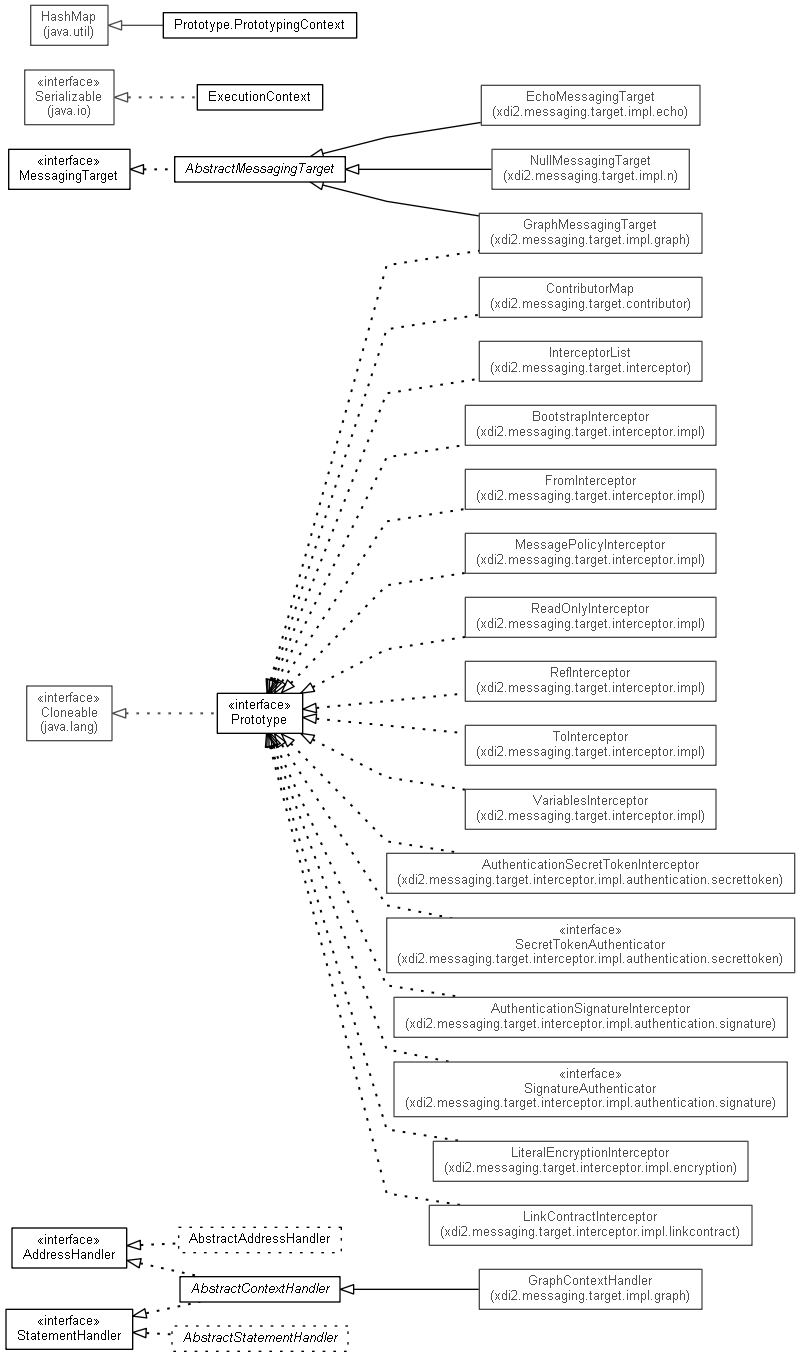 HashMap
(java.util)
Prototype.PrototypingContext
«interface»
Serializable
(java.io)
ExecutionContext
EchoMessagingTarget
(xdi2.messaging.target.impl.echo)
«interface»
MessagingTarget
AbstractMessagingTarget
NullMessagingTarget
(xdi2.messaging.target.impl.n)
GraphMessagingTarget
(xdi2.messaging.target.impl.graph)
ContributorMap
(xdi2.messaging.target.contributor)
InterceptorList
(xdi2.messaging.target.interceptor)
BootstrapInterceptor
(xdi2.messaging.target.interceptor.impl)
FromInterceptor
(xdi2.messaging.target.interceptor.impl)
MessagePolicyInterceptor
(xdi2.messaging.target.interceptor.impl)
ReadOnlyInterceptor
(xdi2.messaging.target.interceptor.impl)
RefInterceptor
(xdi2.messaging.target.interceptor.impl)
«interface»
Cloneable
(java.lang)
«interface»
Prototype
ToInterceptor
(xdi2.messaging.target.interceptor.impl)
VariablesInterceptor
(xdi2.messaging.target.interceptor.impl)
AuthenticationSecretTokenInterceptor
(xdi2.messaging.target.interceptor.impl.authentication.secrettoken)
«interface»
SecretTokenAuthenticator
(xdi2.messaging.target.interceptor.impl.authentication.secrettoken)
AuthenticationSignatureInterceptor
(xdi2.messaging.target.interceptor.impl.authentication.signature)
«interface»
SignatureAuthenticator
(xdi2.messaging.target.interceptor.impl.authentication.signature)
LiteralEncryptionInterceptor
(xdi2.messaging.target.interceptor.impl.encryption)
LinkContractInterceptor
(xdi2.messaging.target.interceptor.impl.linkcontract)
«interface»
AddressHandler
AbstractAddressHandler
AbstractContextHandler
GraphContextHandler
(xdi2.messaging.target.impl.graph)
«interface»
StatementHandler
AbstractStatementHandler